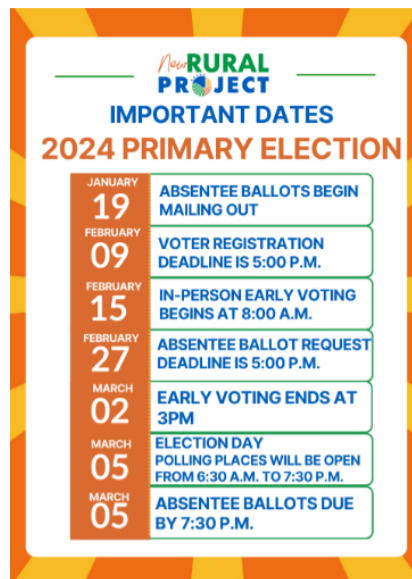 New RURAL
PROJECT
IMPORTANT DATES
2024 PRIMARY ELECTION
JANUARY
19
ABSENTEE BALLOTS BEGIN
MAILING OUT
FEBRUARY
09
VOTER REGISTRATION
DEADLINE IS 5:00 P.M.
FEBRUARY
15
IN-PERSON EARLY VOTING
BEGINS AT 8:00 A.M.
FEBRUARY
27
ABSENTEE BALLOT REQUEST
DEADLINE IS 5:00 P.M.
MARCH
02
EARLY VOTING ENDS AT
3PM
MARCH
05
ELECTION DAY
POLLING PLACES WILL BE OPEN
FROM 6:30 A.M. TO 7:30 P.M.
MARCH
05
ABSENTEE BALLOTS DUE
BY 7:30 P.M.